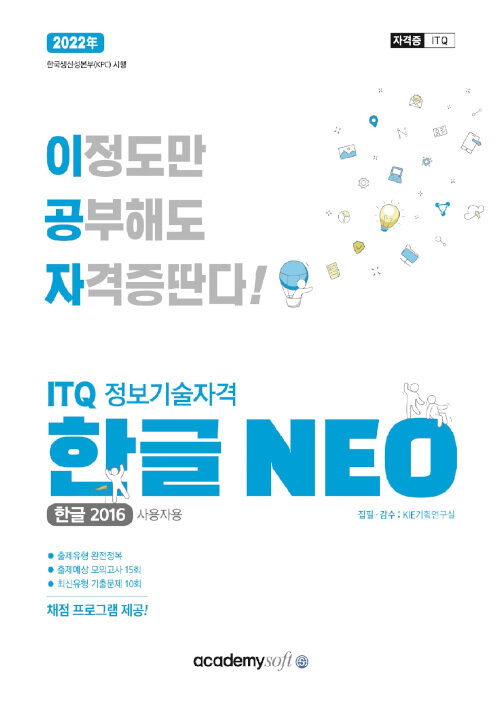 2022年
자격증 ITQ
한국생산성본부(KPC) 시행
이정도만
공부해도
자격증딴다!
ITQ 정보기술자격
한글 NEO
한글 2016 사용자용
집필·감수 : KIE기획연구실
● 출제유형 완전정복
● 출제예상 모의고사 15회
● 최신유형 기출문제 10회
채점 프로그램 제공!
academysoft